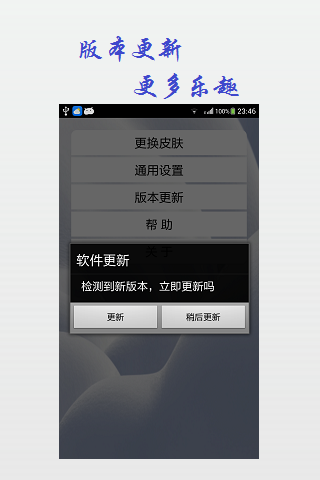 版本更新
更多乐趣
100% 23:46
更换皮肤
通用设置
版本更新
帮 助
关 于
软件更新
检测到新版本，立即更新吗
更新 稍后更新